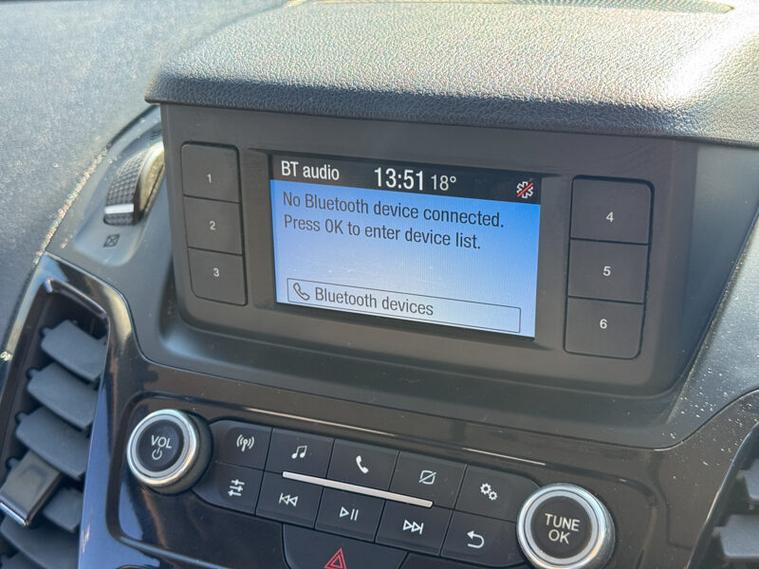 BT audio 13:51 18°
No Bluetooth device connected.
Press OK to enter device list.
Bluetooth devices
1
2
3
4
5
6
VOL
TUNE
OK